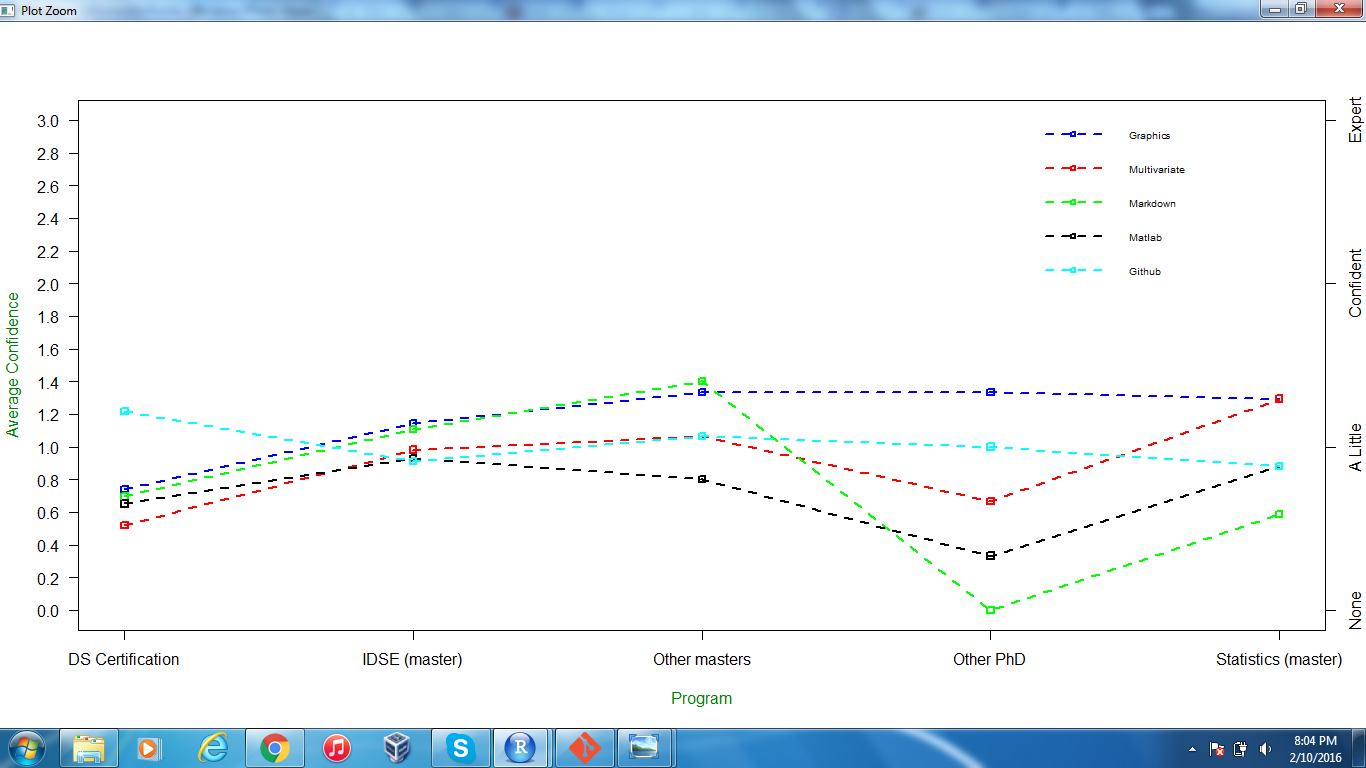 Plot Zoom
Average Confidence
3.0
2.8
2.6
2.4
2.2
2.0
1.8
1.6
1.4
1.2
1.0
0.8
0.6
0.4
0.2
0.0
Graphics
Multivariate
Markdown
Matlab
Github
Expert
Confident
A Little
None
DS Certification
IDSE (master)
Other masters
Other PhD
Statistics (master)
Program
S
R
8:04 PM
2/10/2016